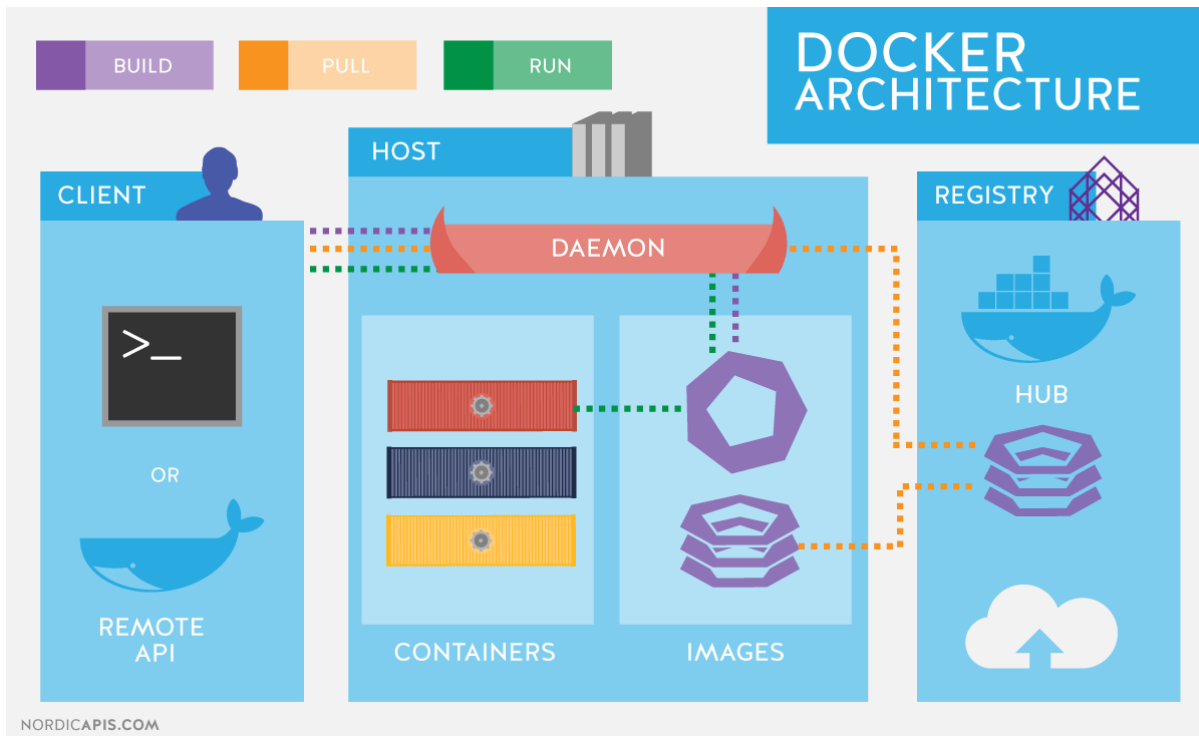 BUILD
PULL
RUN
DOCKER
ARCHITECTURE
HOST
CLIENT
REGISTRY
DAEMON
>_
HUB
OR
REMOTE
API
CONTAINERS
IMAGES
NORDICAPIS.COM